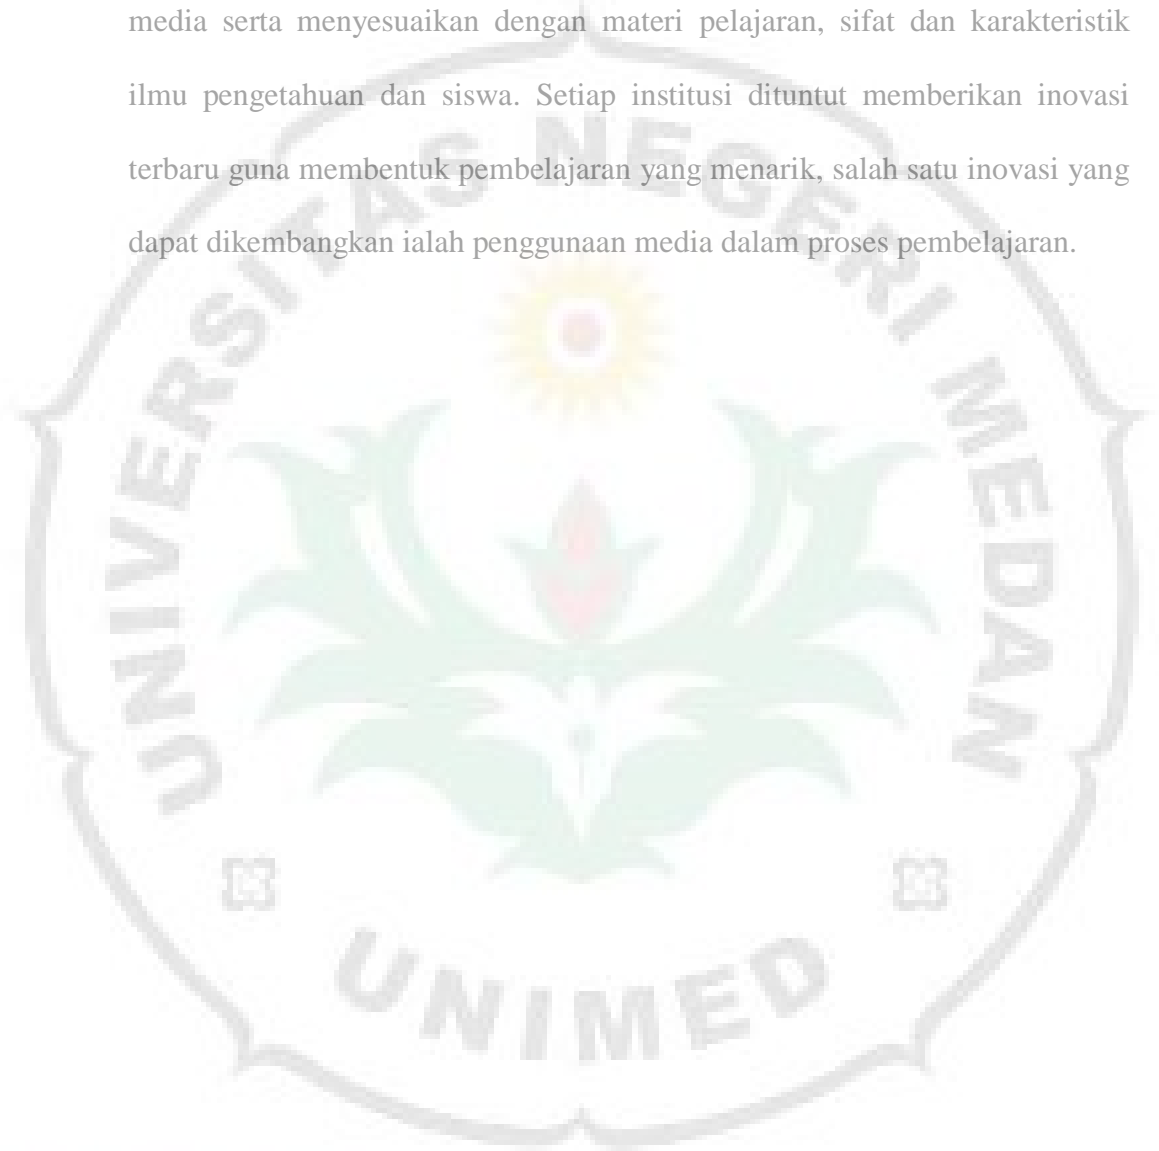 media serta menyesuaikan dengan materi pelajaran, sifat dan karakteristik
ilmu pengetahuan dan siswa. Setiap institusi dituntut memberikan inovasi
terbaru guna membentuk pembelajaran yang menarik, salah satu inovasi yang
dapat dikembangkan ialah penggunaan media dalam proses pembelajaran.
UNIVERSITAS NEGERI MEDAN
UNIMED